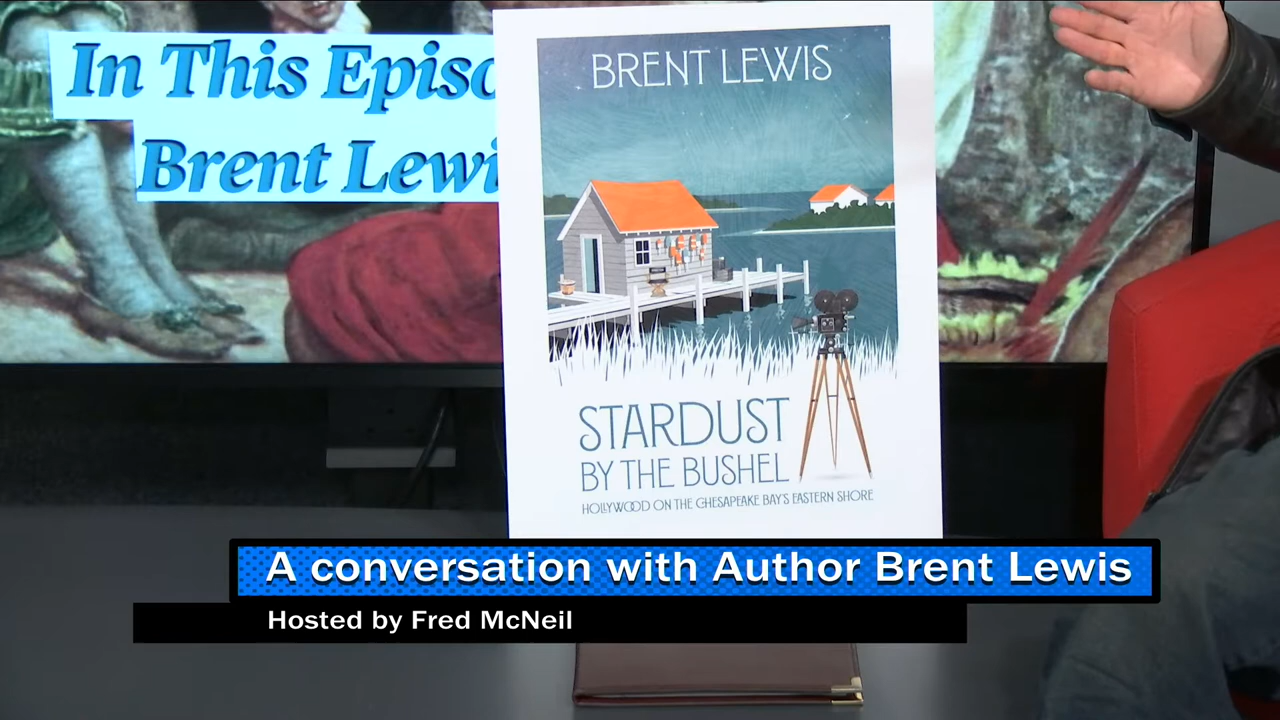 In This Episo
Brent Lewi
BRENT LEWIS
STARDUST
BY THE BUSHEL
HOLLYWOOD ON THE CHESAPEAKE BAY'S EASTERN SHORE
A conversation with Author Brent Lewis
Hosted by Fred McNeil